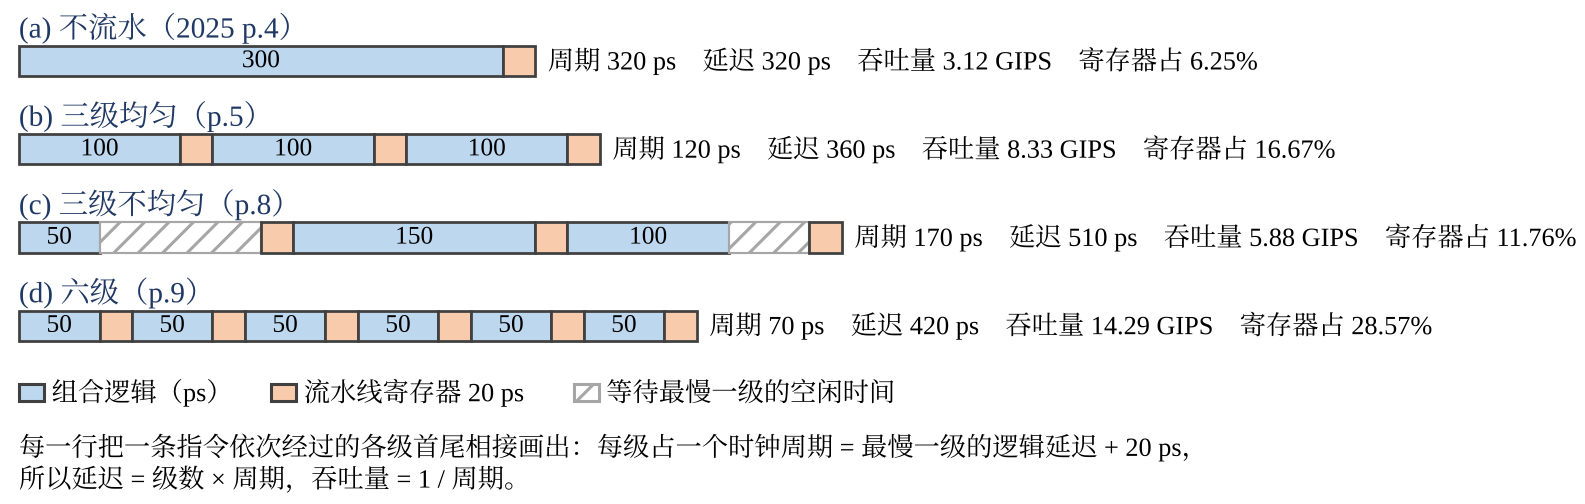 (a) 不流水（2025 p.4）
300 周期 320 ps 延迟 320 ps 吞吐量 3.12 GIPS 寄存器占 6.25%
(b) 三级均匀（p.5）
100 100 100 周期 120 ps 延迟 360 ps 吞吐量 8.33 GIPS 寄存器占 16.67%
(c) 三级不均匀（p.8）
50 150 100 周期 170 ps 延迟 510 ps 吞吐量 5.88 GIPS 寄存器占 11.76%
(d) 六级（p.9）
50 50 50 50 50 50 周期 70 ps 延迟 420 ps 吞吐量 14.29 GIPS 寄存器占 28.57%
组合逻辑（ps） 流水线寄存器 20 ps 等待最慢一级的空闲时间
每一行把一条指令依次经过的各级首尾相接画出：每级占一个时钟周期 = 最慢一级的逻辑延迟 + 20 ps,
所以延迟 = 级数 × 周期，吞吐量 = 1 / 周期。